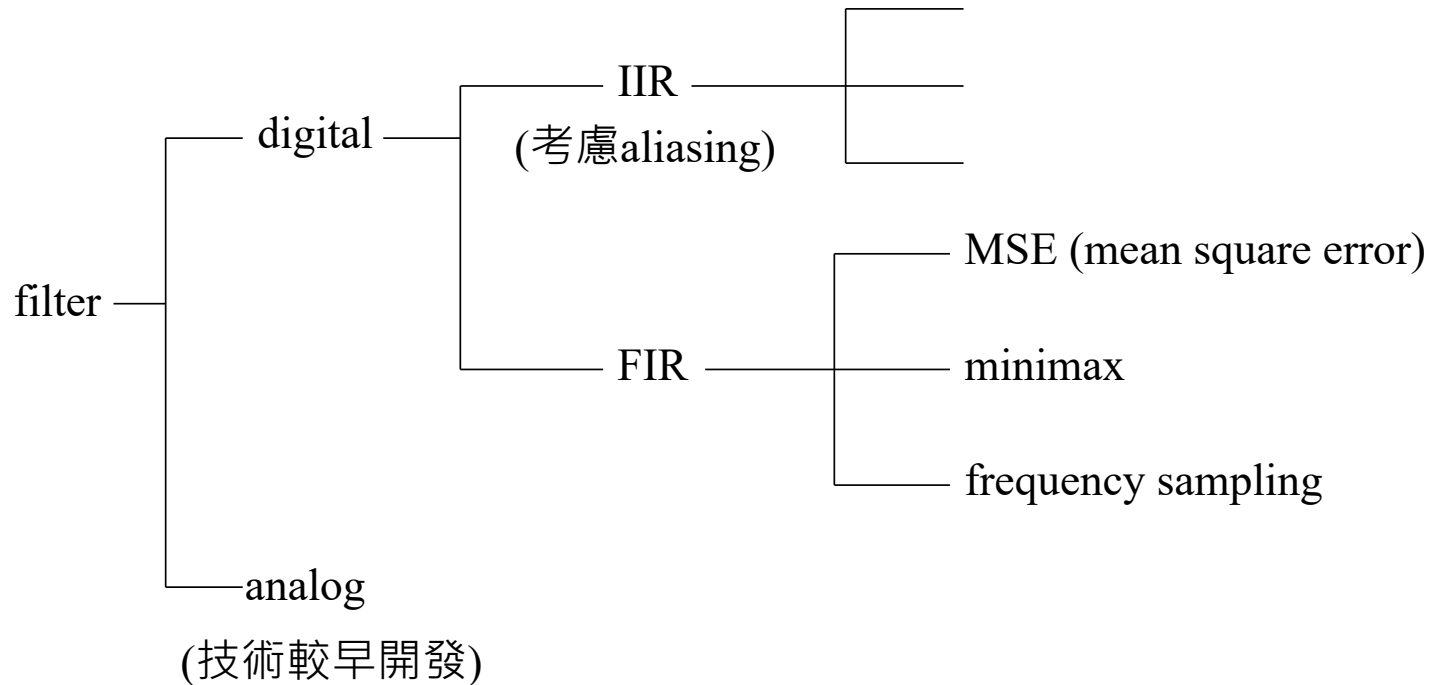 IIR
digital
(考慮aliasing)
MSE (mean square error)
filter
FIR
minimax
frequency sampling
analog
(技術較早開發)